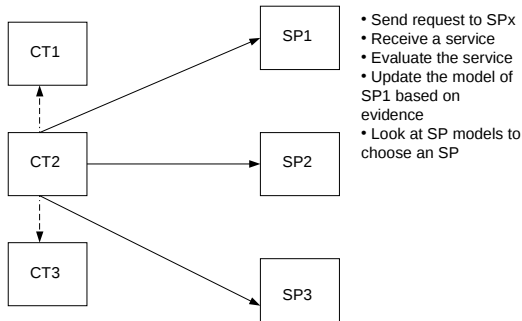 CT1
CT2
CT3
SP1
SP2
SP3
• Send request to SPx
• Receive a service
• Evaluate the service
• Update the model of
SP1 based on
evidence
• Look at SP models to
choose an SP